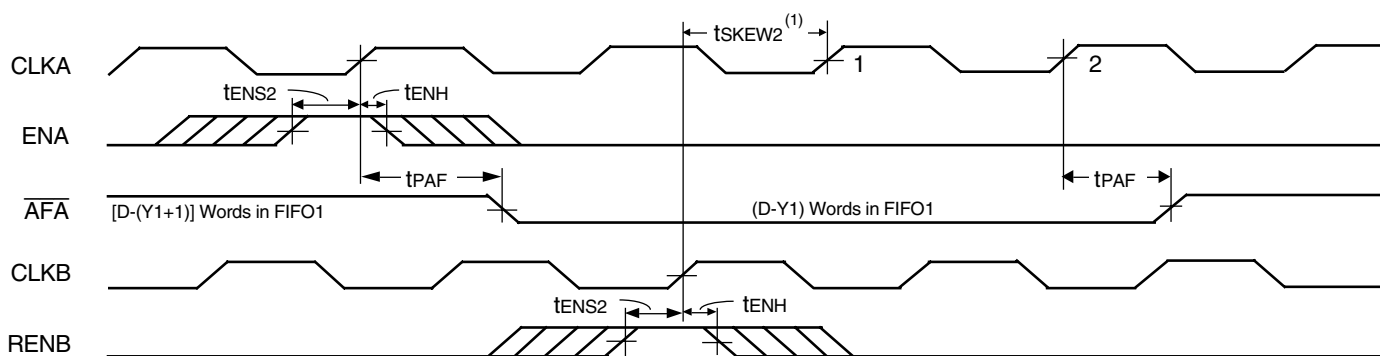 tSKEW2 (1)
CLKA 1 2
tENS2 tENH
ENA
tPAF tPAF
AFA [D-(Y1+1)] Words in FIFO1 (D-Y1) Words in FIFO1
CLKB
tENS2 tENH
RENB